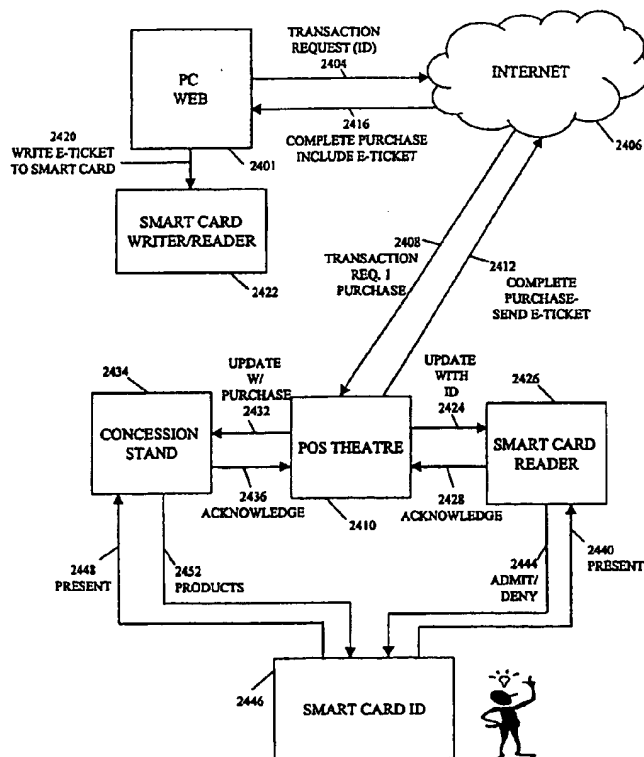 TRANSACTION
REQUEST (ID)
2404
PC
WEB
INTERNET
2416
COMPLETE PURCHASE
INCLUDE E-TICKET
2406
2420
WRITE E-TICKET
TO SMART CARD
2401
SMART CARD
WRITER/READER
2422
2408
TRANSACTION
REQ. 1
PURCHASE
2412
COMPLETE
PURCHASE-
SEND E-TICKET
2434
UPDATE
W/
PURCHASE
2432
UPDATE
WITH
ID
2424
2426
CONCESSION
STAND
POS THEATRE
SMART CARD
READER
2436
ACKNOWLEDGE
2410
2428
ACKNOWLEDGE
2448
PRESENT
2452
PRODUCTS
2444
ADMIT/
DENY
2440
PRESENT
2446
SMART CARD ID